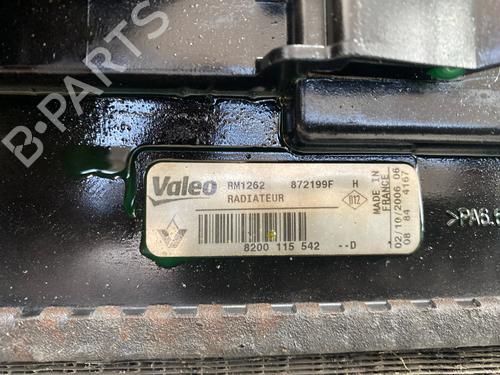 B-PARTS
Valeo RM1262 872199F H
RADIATEUR
D12
8200 115 542 --D
MADE IN
FRANCE
02/10/2006 06
08 84 4167
>PA6.6